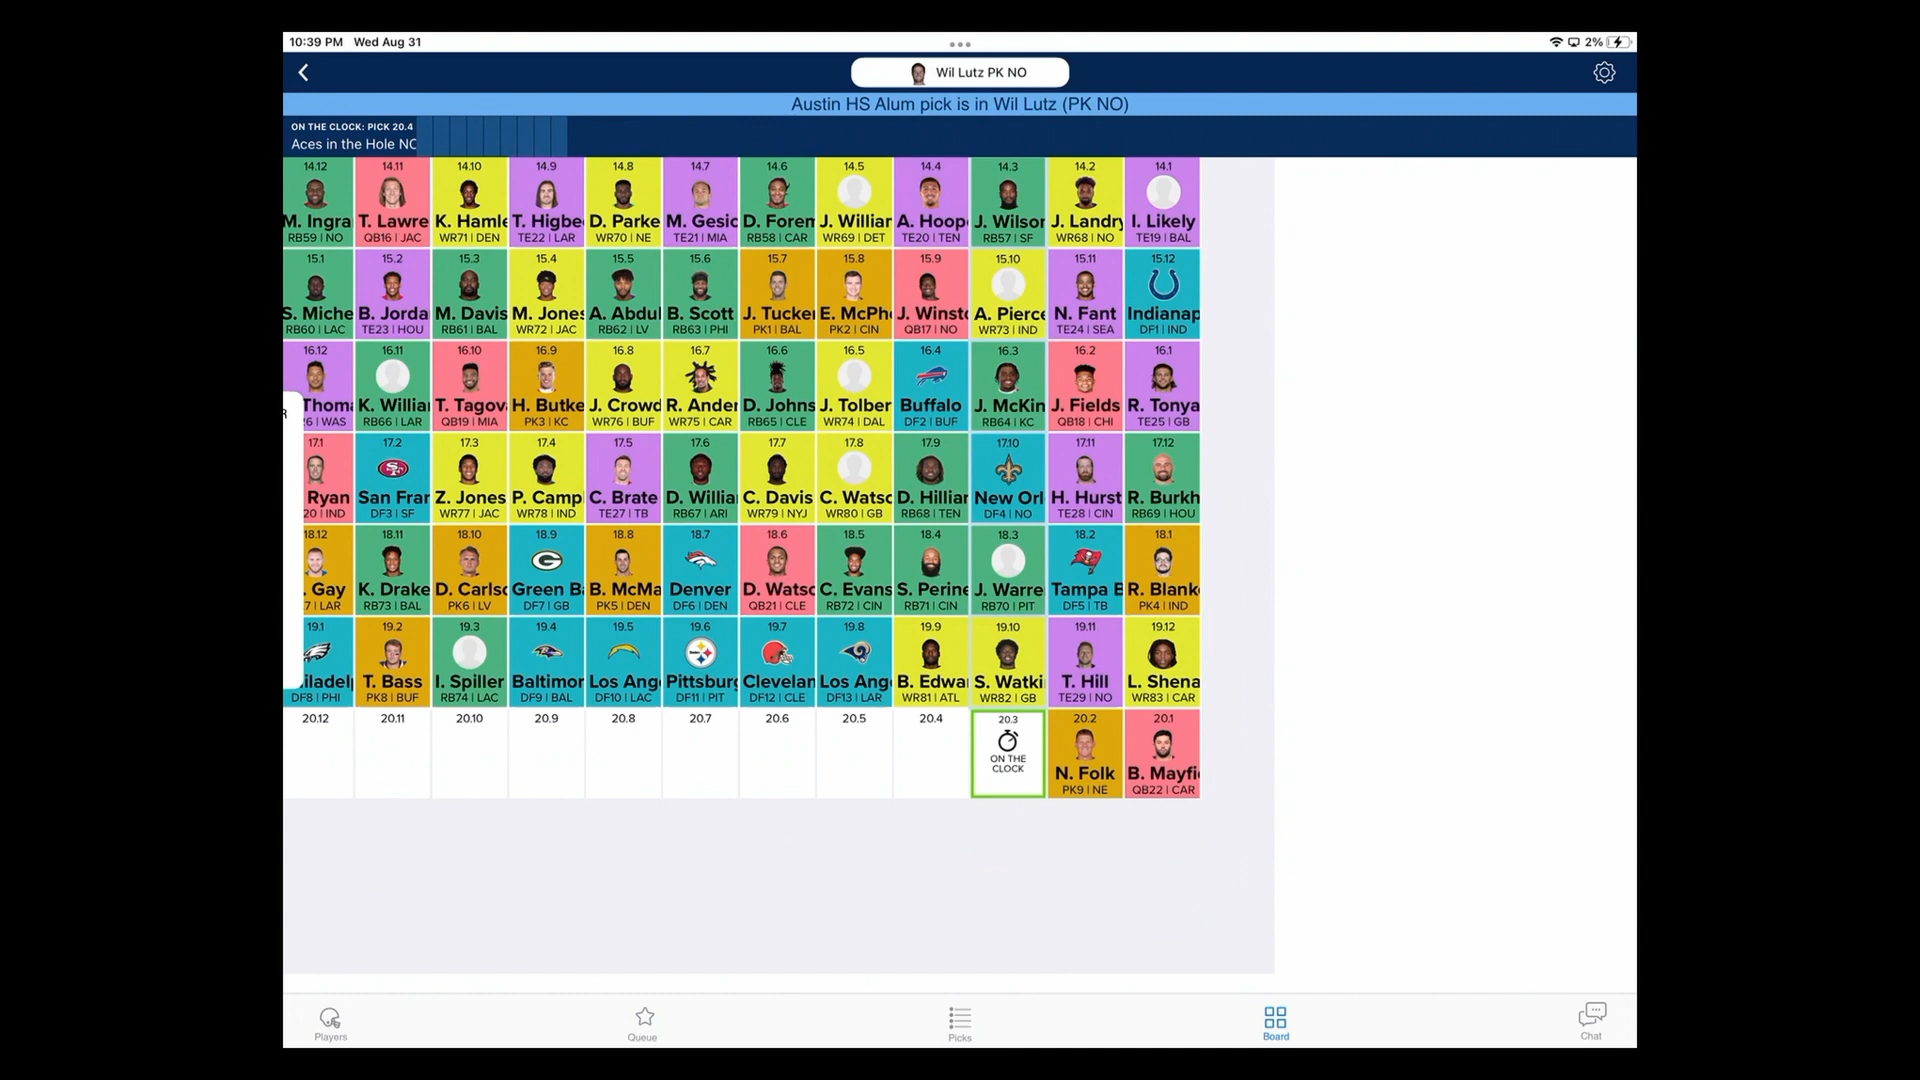 10:39 PM Wed Aug 31
2%
Wil Lutz PK NO
Austin HS Alum pick is in Wil Lutz (PK NO)
ON THE CLOCK: PICK 20.4
Aces in the Hole NO
14.12 14.11 14.10 14.9 14.8 14.7 14.6 14.5 14.4 14.3 14.2 14.1
M. Ingra T. Lawre K. Hamle T. Higbe D. Parke M. Gesic D. Forem J. Williar A. Hoop J. Wilsor J. Landry I. Likely
RB59 | NO QB16 | JAC WR71 | DEN TE22 | LAR WR70 | NE TE21 | MIA RB58 | CAR WR69 | DET TE20 | TEN RB57 | SF WR68 | NO TE19 | BAL
15.1 15.2 15.3 15.4 15.5 15.6 15.7 15.8 15.9 15.10 15.11 15.12
S. Miche B. Jorda M. Davis M. Jones A. Abdul B. Scott J. Tucker E. McPh J. Winsto A. Pierce N. Fant Indianap
RB60 | LAC TE23 | HOU RB61 | BAL WR72 | JAC RB62 | LV RB63 | PHI PK1 | BAL PK2 | CIN QB17 | NO WR73 | IND TE24 | SEA DF1 | IND
16.12 16.11 16.10 16.9 16.8 16.7 16.6 16.5 16.4 16.3 16.2 16.1
R
Thoma K. Williar T. Tagov H. Butke J. Crowd R. Ander D. Johns J. Tolber Buffalo J. McKin J. Fields R. Tonya
26 | WAS RB66 | LAR QB19 | MIA PK3 | KC WR76 | BUF WR75 | CAR RB65 | CLE WR74 | DAL DF2 | BUF RB64 | KC QB18 | CHI TE25 | GB
17.1 17.2 17.3 17.4 17.5 17.6 17.7 17.8 17.9 17.10 17.11 17.12
Ryan San Fran Z. Jones P. Camp C. Brate D. Williar C. Davis C. Watso D. Hilliar New Orl H. Hurst R. Burkh
20 | IND DF3 | SF WR77 | JAC WR78 | IND TE27 | TB RB67 | ARI WR79 | NYJ WR80 | GB RB68 | TEN DF4 | NO TE28 | CIN RB69 | HOU
18.12 18.11 18.10 18.9 18.8 18.7 18.6 18.5 18.4 18.3 18.2 18.1
. Gay K. Drake D. Carlso Green Ba B. McMa Denver D. Watso C. Evans S. Perine J. Warre Tampa B R. Blank
7 | LAR RB73 | BAL PK6 | LV DF7 | GB PK5 | DEN DF6 | DEN QB21 | CLE RB72 | CIN RB71 | CIN RB70 | PIT DF5 | TB PK4 | IND
19.1 19.2 19.3 19.4 19.5 19.6 19.7 19.8 19.9 19.10 19.11 19.12
iladelp T. Bass I. Spiller Baltimor Los Ang Pittsburg Clevelan Los Ang B. Edwa S. Watki T. Hill L. Shena
DF8 | PHI PK8 | BUF RB74 | LAC DF9 | BAL DF10 | LAC DF11 | PIT DF12 | CLE DF13 | LAR WR81 | ATL WR82 | GB TE29 | NO WR83 | CAR
20.12 20.11 20.10 20.9 20.8 20.7 20.6 20.5 20.4 20.3 20.2 20.1
ON THE
CLOCK
N. Folk B. Mayfi
PK9 | NE QB22 | CAR
Players Queue Picks Board Chat